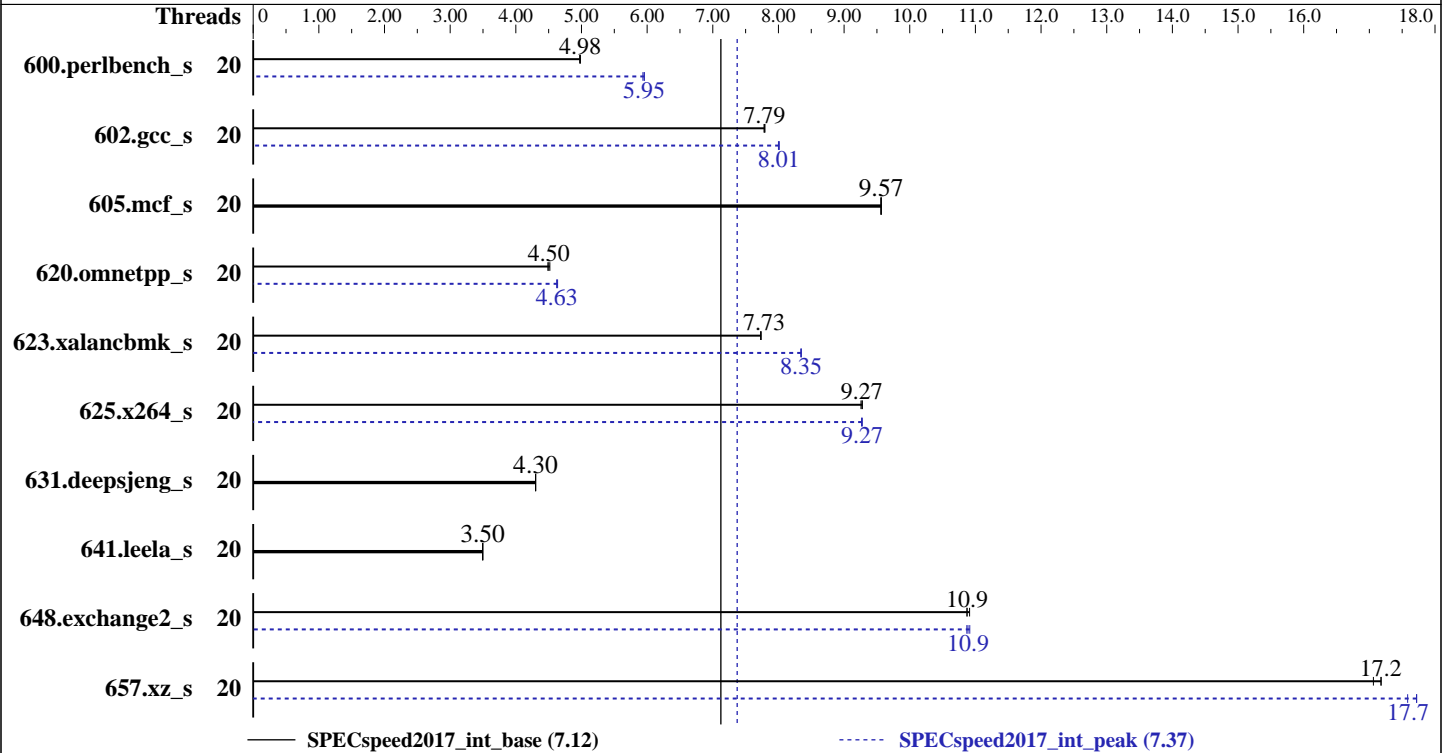 Threads 0 1.00 2.00 3.00 4.00 5.00 6.00 7.00 8.00 9.00 10.0 11.0 12.0 13.0 14.0 15.0 16.0 18.0
4.98
600.perlbench_s 20
5.95
7.79
602.gcc_s 20
8.01
9.57
605.mcf_s 20
4.50
620.omnetpp_s 20
4.63
7.73
623.xalancbmk_s 20
8.35
9.27
625.x264_s 20
9.27
4.30
631.deepsjeng_s 20
3.50
641.leela_s 20
10.9
648.exchange2_s 20
10.9
17.2
657.xz_s 20
17.7
SPECspeed2017_int_base (7.12) SPECspeed2017_int_peak (7.37)